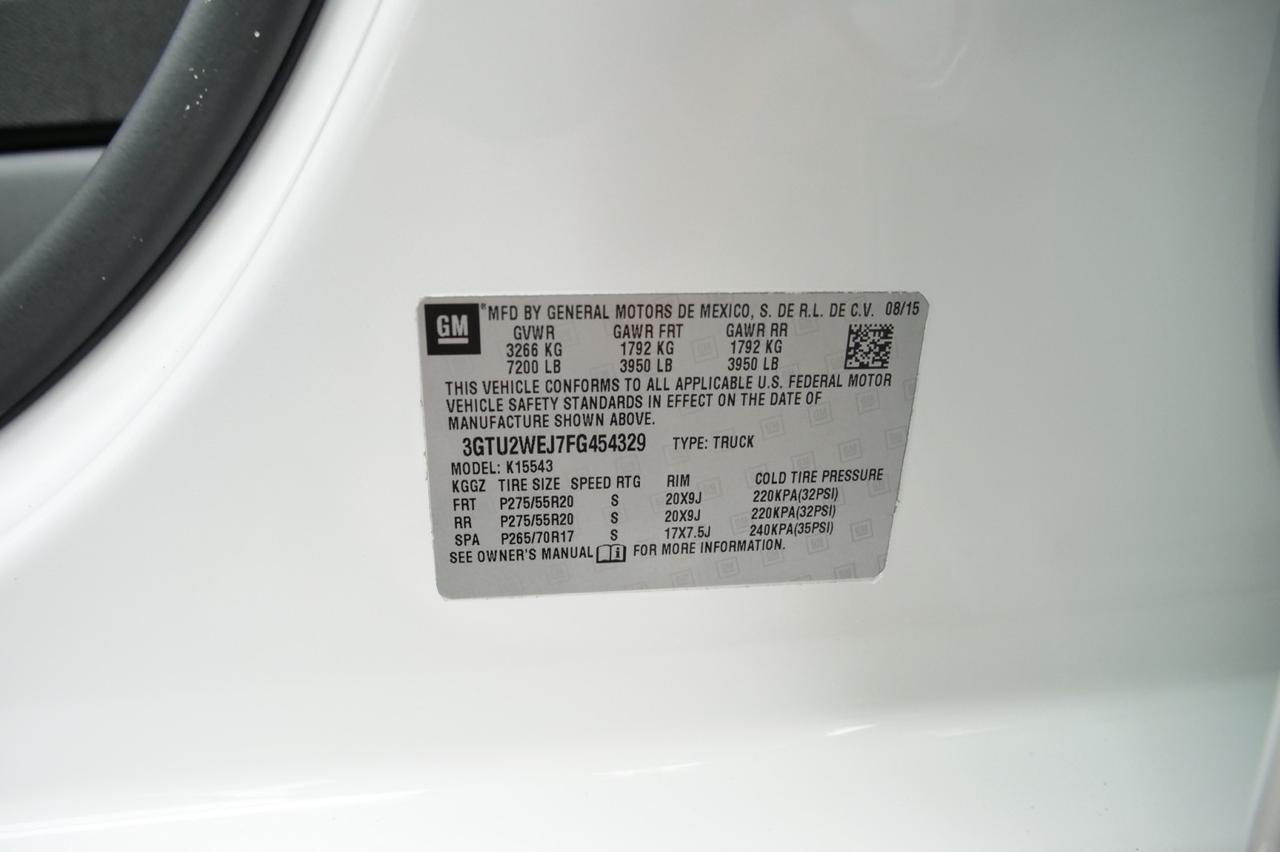 GM ®MFD BY GENERAL MOTORS DE MEXICO, S. DE R.L. DE C.V. 08/15
GVWR GAWR FRT GAWR RR
3266 KG 1792 KG 1792 KG
7200 LB 3950 LB 3950 LB
THIS VEHICLE CONFORMS TO ALL APPLICABLE U.S. FEDERAL MOTOR
VEHICLE SAFETY STANDARDS IN EFFECT ON THE DATE OF
MANUFACTURE SHOWN ABOVE.
3GTU2WEJ7FG454329 TYPE: TRUCK
MODEL: K15543
KGGZ TIRE SIZE SPEED RTG RIM COLD TIRE PRESSURE
FRT P275/55R20 S 20X9J 220KPA(32PSI)
RR P275/55R20 S 20X9J 220KPA(32PSI)
SPA P265/70R17 S 17X7.5J 240KPA(35PSI)
SEE OWNER'S MANUAL FOR MORE INFORMATION.